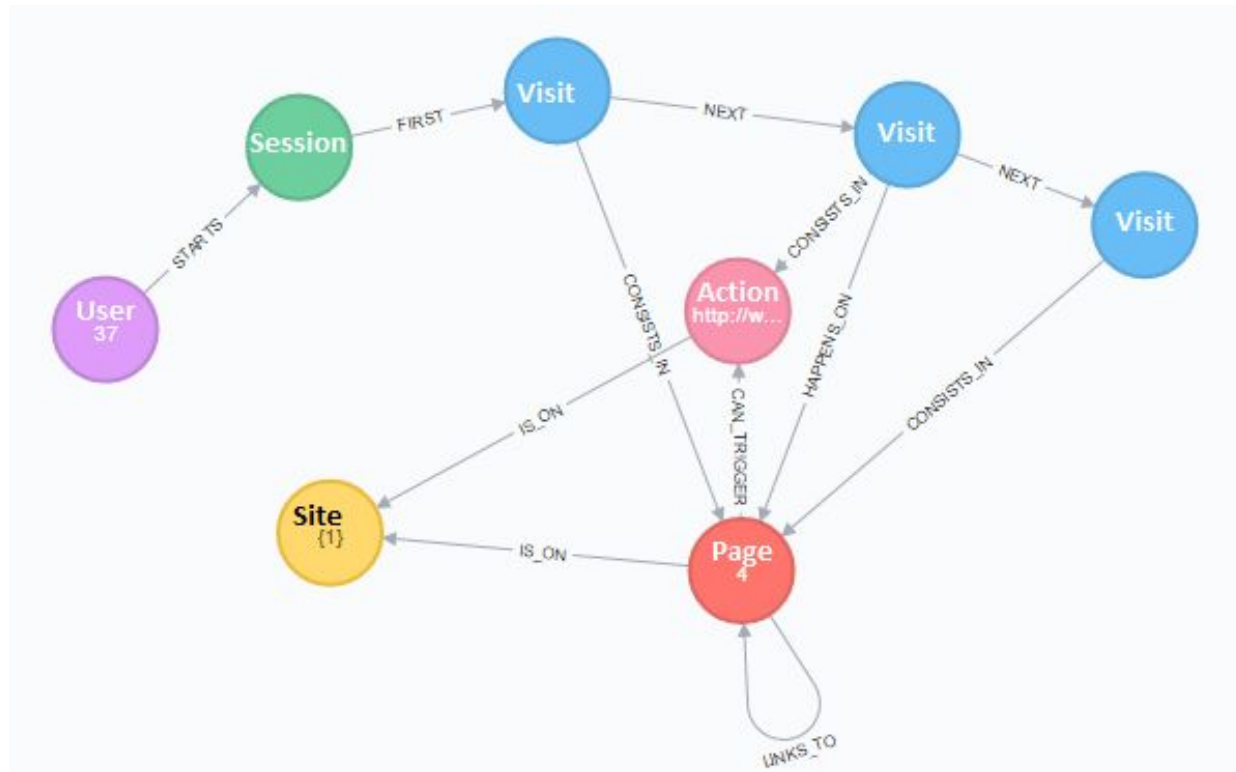 Visit
FIRST
NEXT
Session
Visit
NEXT
Visit
STARTS
CONSISTS_IN
User
37
Action
http://w...
CONSISTS_IN
HAPPENS_ON
CAN_TRIGGER
CONSISTS_IN
IS_ON
Site
{1}
IS_ON
Page
4
LINKS_TO